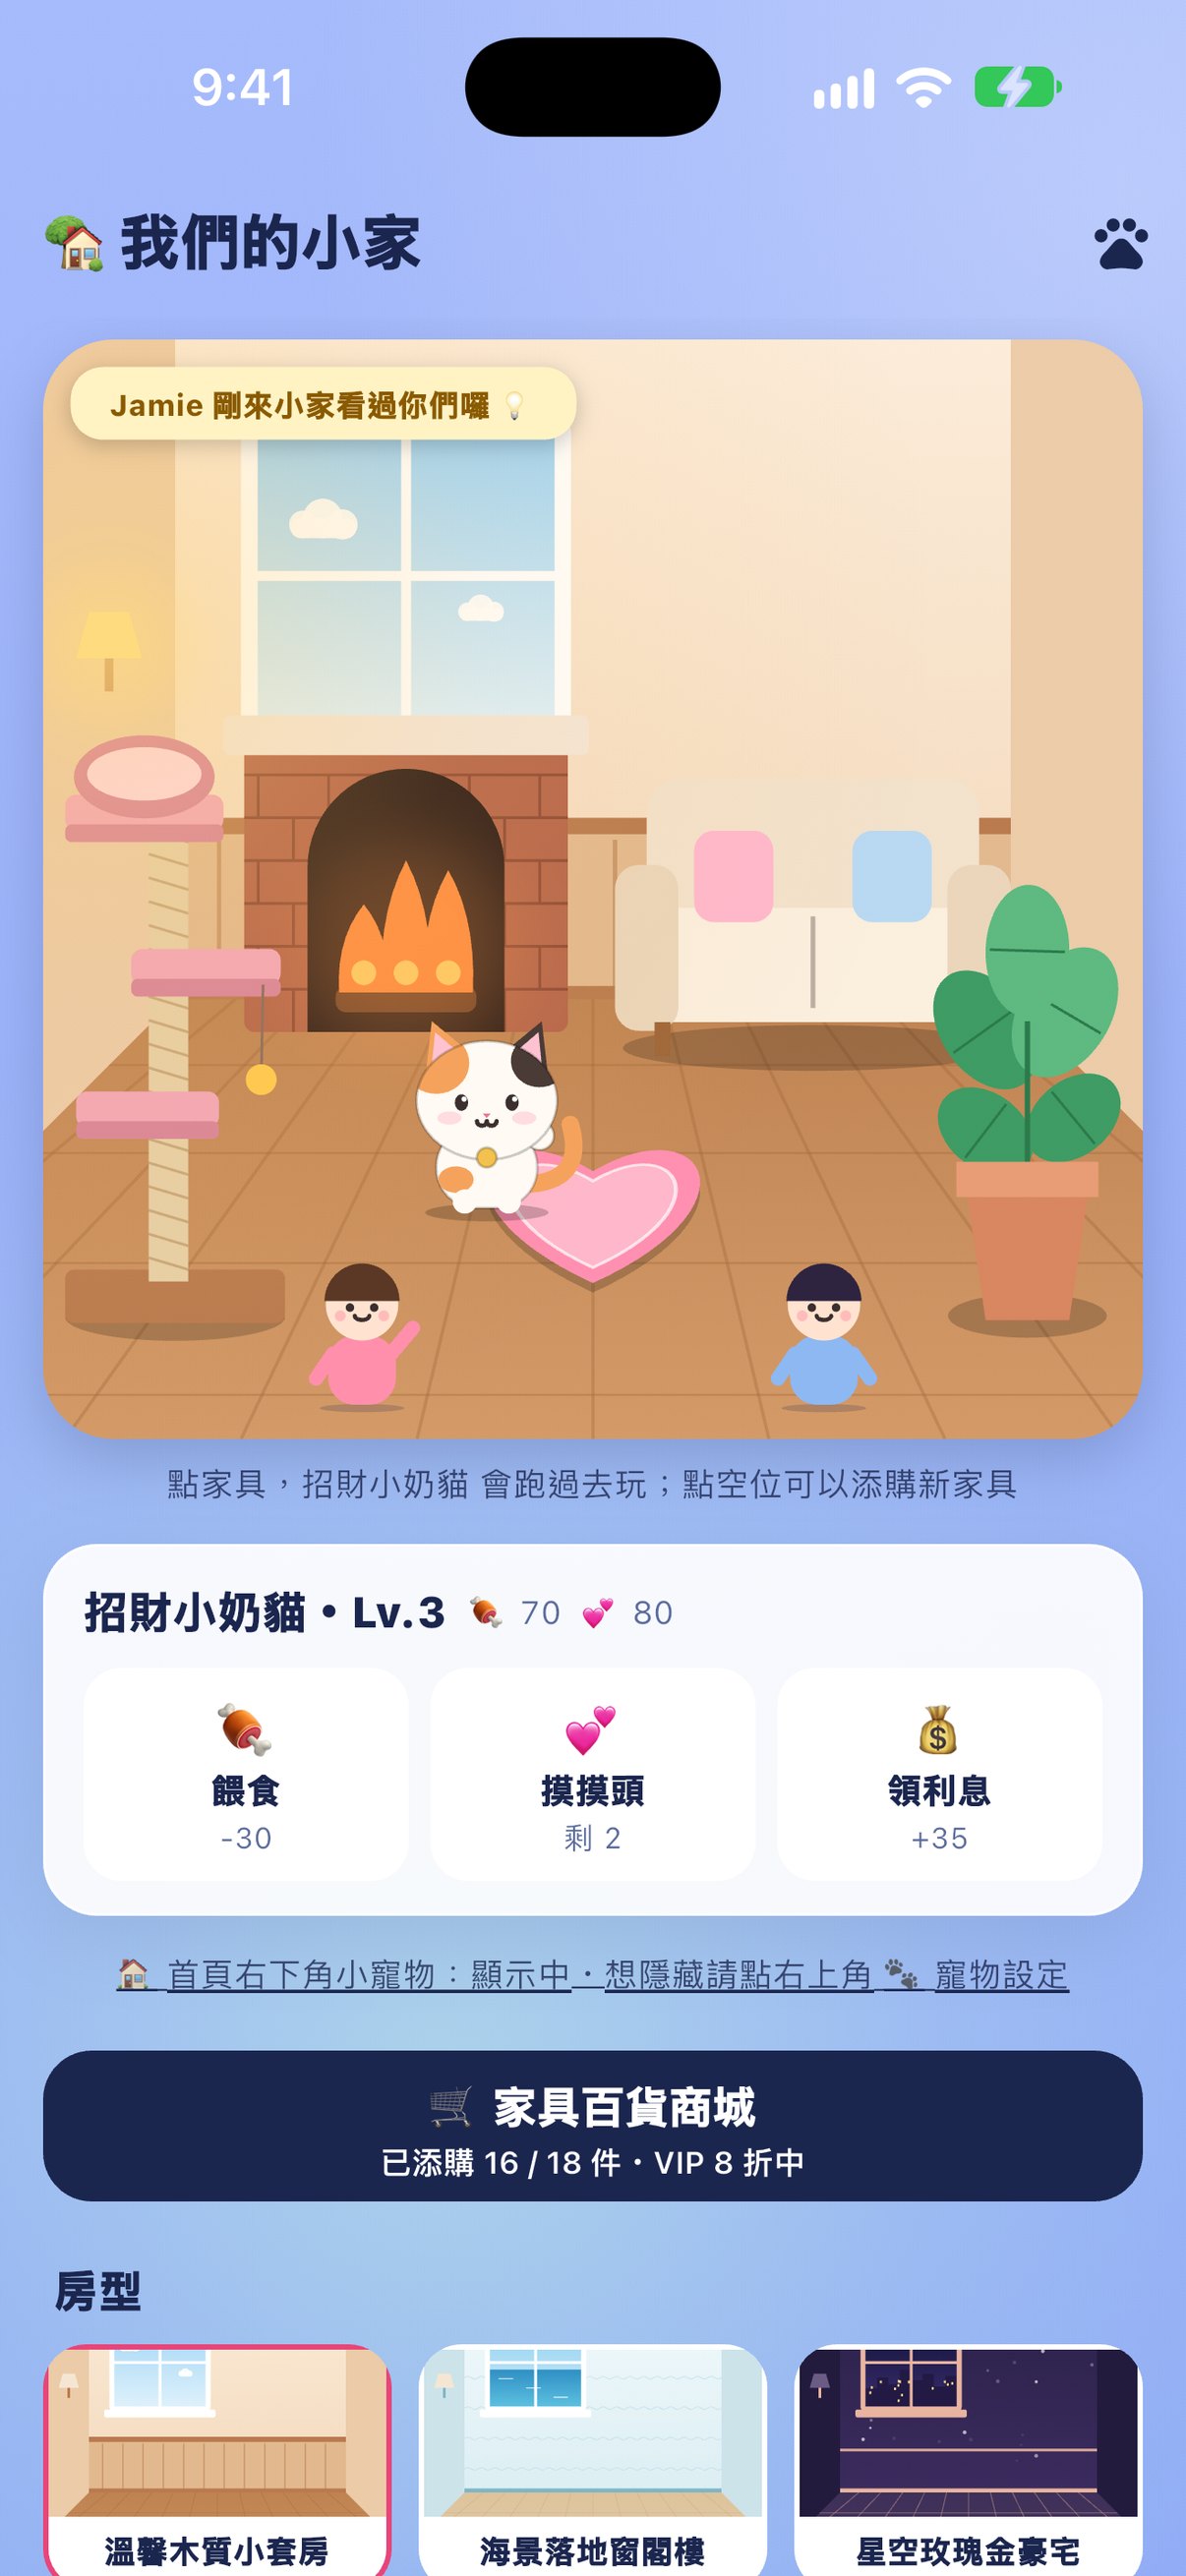 9:41
🏡 我們的小家
Jamie 剛來小家看過你們囉 💡
點家具，招財小奶貓 會跑過去玩；點空位可以添購新家具
招財小奶貓・Lv.3 🍖 70 💕 80
🍖 💕 💰
餵食 摸摸頭 領利息
-30 剩 2 +35
🏠 首頁右下角小寵物：顯示中・想隱藏請點右上角 🐾 寵物設定
🛒 家具百貨商城
已添購 16 / 18 件・VIP 8 折中
房型
溫馨木質小套房 海景落地窗閣樓 星空玫瑰金豪宅